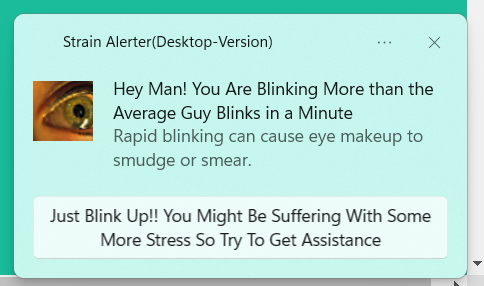 Strain Alerter(Desktop-Version)
Hey Man! You Are Blinking More than the
Average Guy Blinks in a Minute
Rapid blinking can cause eye makeup to
smudge or smear.
Just Blink Up!! You Might Be Suffering With Some
More Stress So Try To Get Assistance